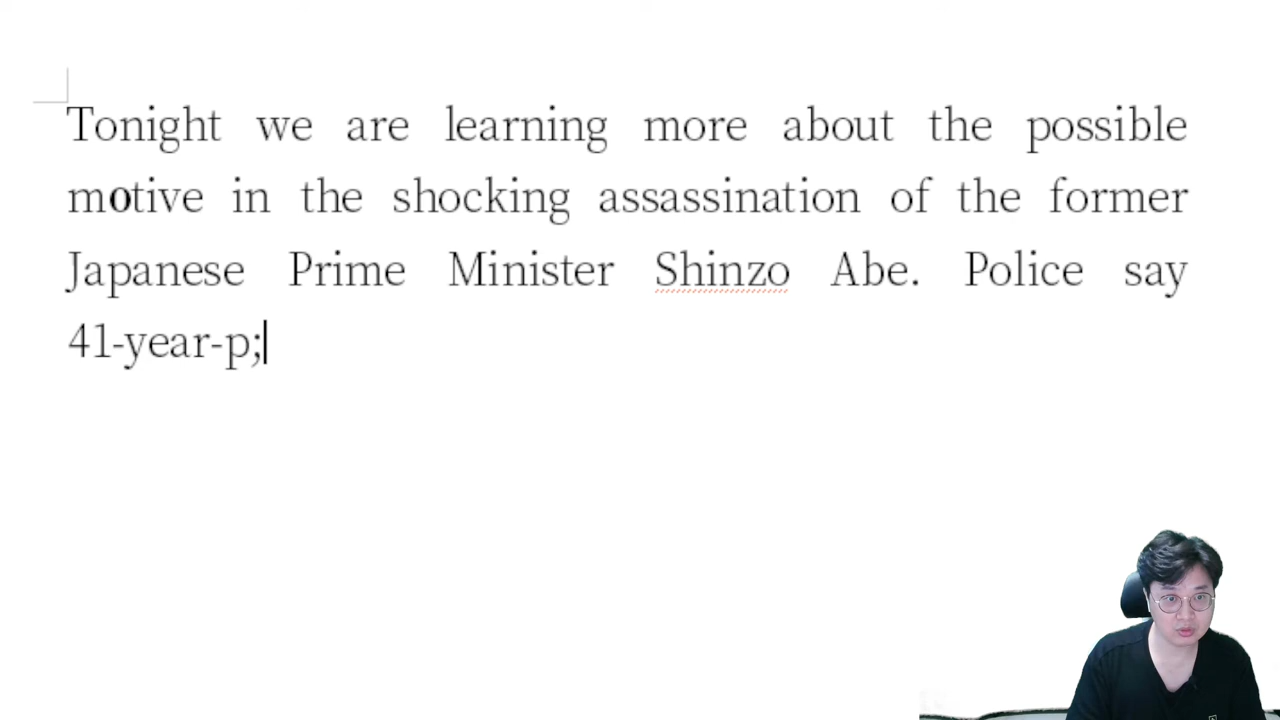 Tonight we are learning more about the possible
motive in the shocking assassination of the former
Japanese Prime Minister Shinzo Abe. Police say
41-year-p;